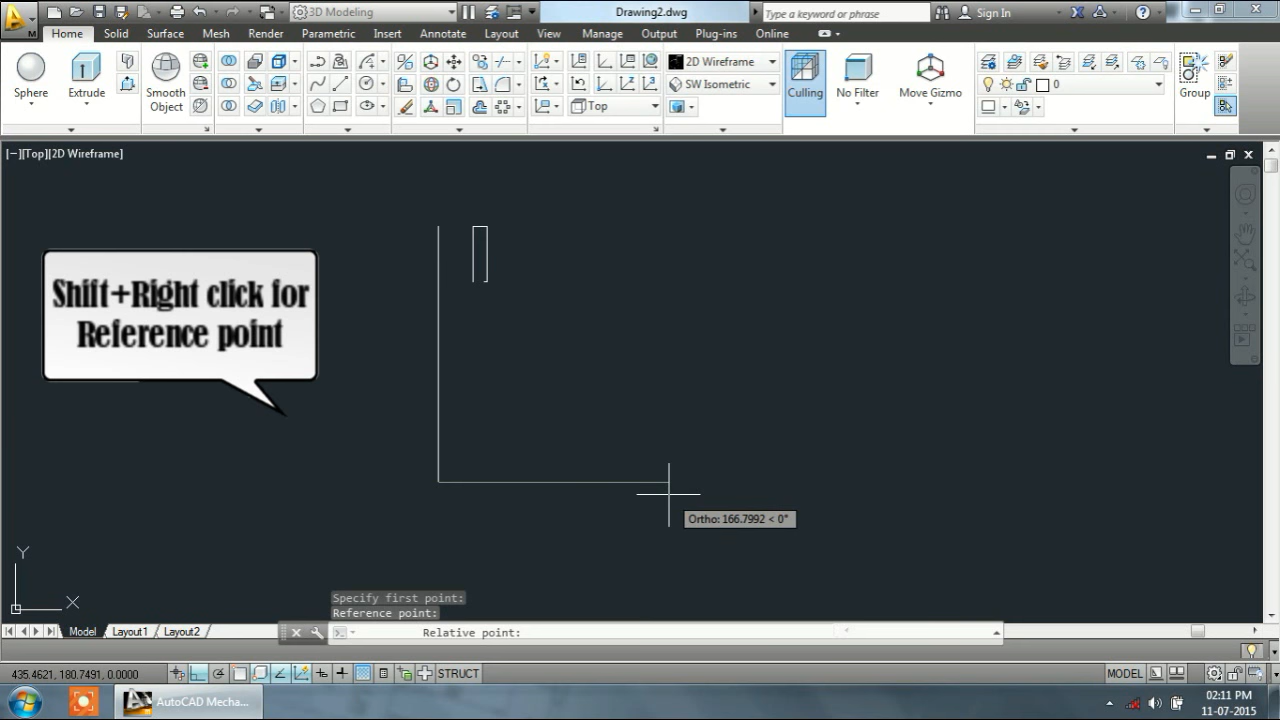 3D Modeling
Drawing2.dwg
Type a keyword or phrase
Sign In
Home
Solid
Surface
Mesh
Render
Parametric
Insert
Annotate
Layout
View
Manage
Output
Plug-ins
Online
Sphere
Extrude
Smooth
Object
2D Wireframe
SW Isometric
Top
Culling
No Filter
Move Gizmo
0
Group
[−][Top][2D Wireframe]
Shift+Right click for
Reference point
Ortho: 166.7992 < 0°
Y
X
Specify first point:
Reference point:
Relative point:
Model
Layout1
Layout2
435.4621, 180.7491, 0.0000
STRUCT
MODEL
AutoCAD Mecha...
02:11 PM
11-07-2015